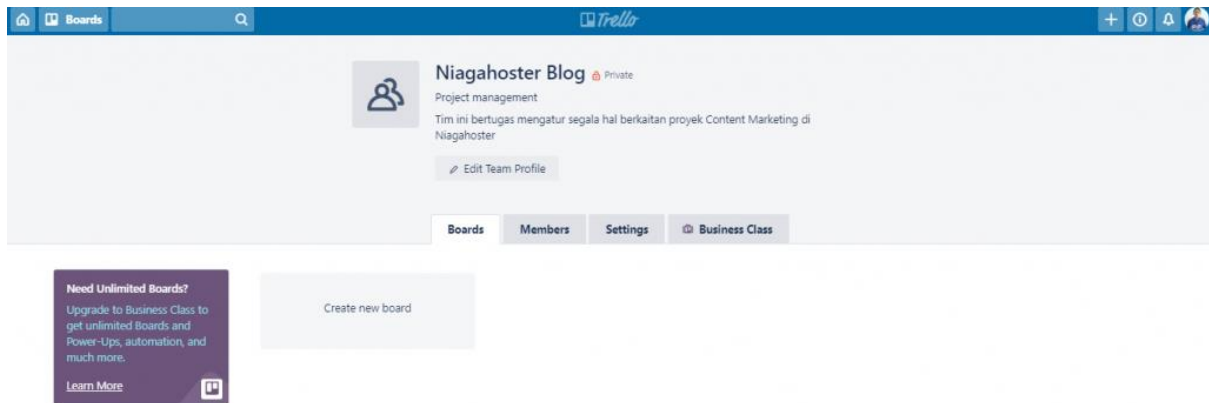 Boards
Trello
Niagahoster Blog Private
Project management
Tim ini bertugas mengatur segala hal berkaitan proyek Content Marketing di
Niagahoster
Edit Team Profile
Boards Members Settings Business Class
Need Unlimited Boards?
Upgrade to Business Class to
get unlimited Boards and
Power-Ups, automation, and
much more.
Learn More
Create new board